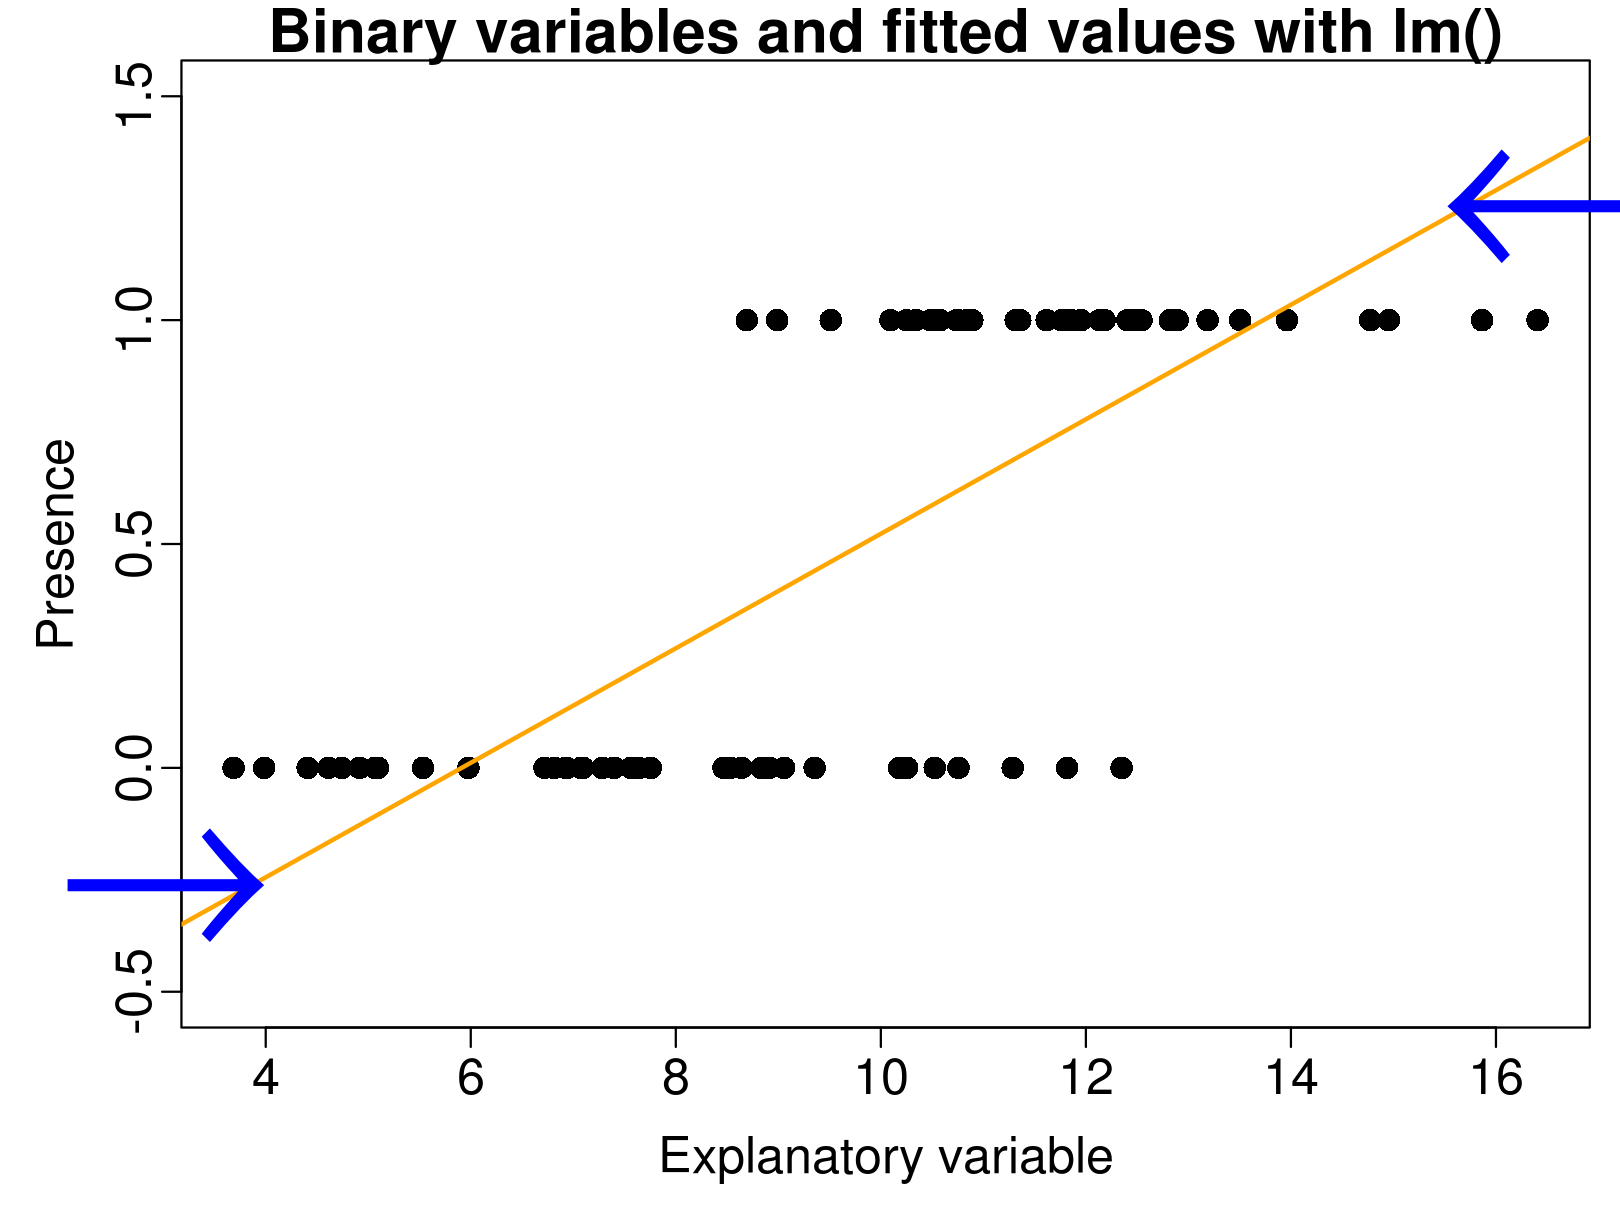 Binary variables and fitted values with lm()
1.5
1.0
0.5
0.0
-0.5
Presence
4 6 8 10 12 14 16
Explanatory variable